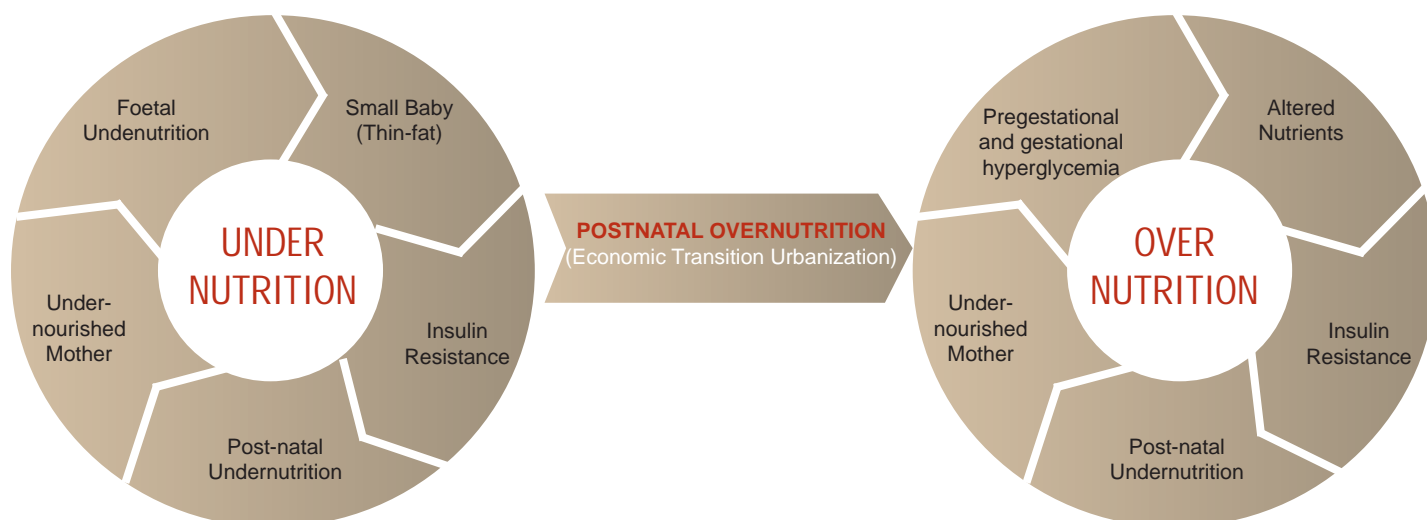 Foetal
Undenutrition
Small Baby
(Thin-fat)
UNDER
NUTRITION
Under-
nourished
Mother
Insulin
Resistance
Post-natal
Undernutrition
POSTNATAL OVERNUTRITION
(Economic Transition Urbanization)
Pregestational
and gestational
hyperglycemia
Altered
Nutrients
OVER
NUTRITION
Under-
nourished
Mother
Insulin
Resistance
Post-natal
Undernutrition